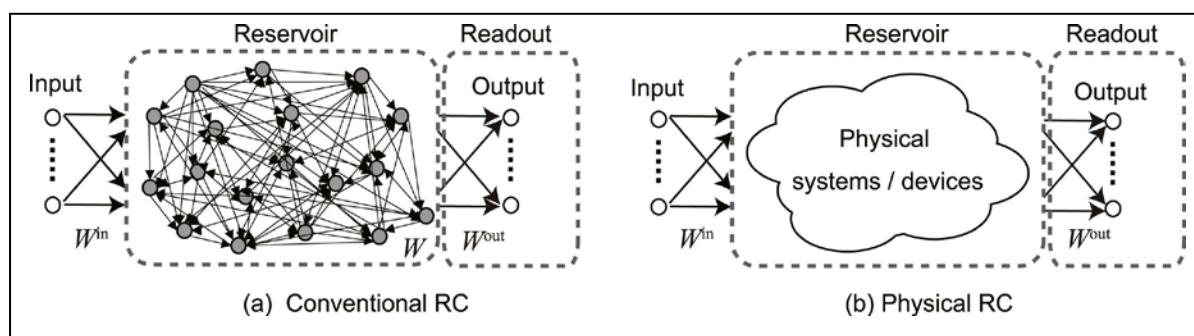 Reservoir
Readout
Input
Output
W^in
W
W^out
(a) Conventional RC
Reservoir
Readout
Input
Output
Physical
systems / devices
W^in
W^out
(b) Physical RC